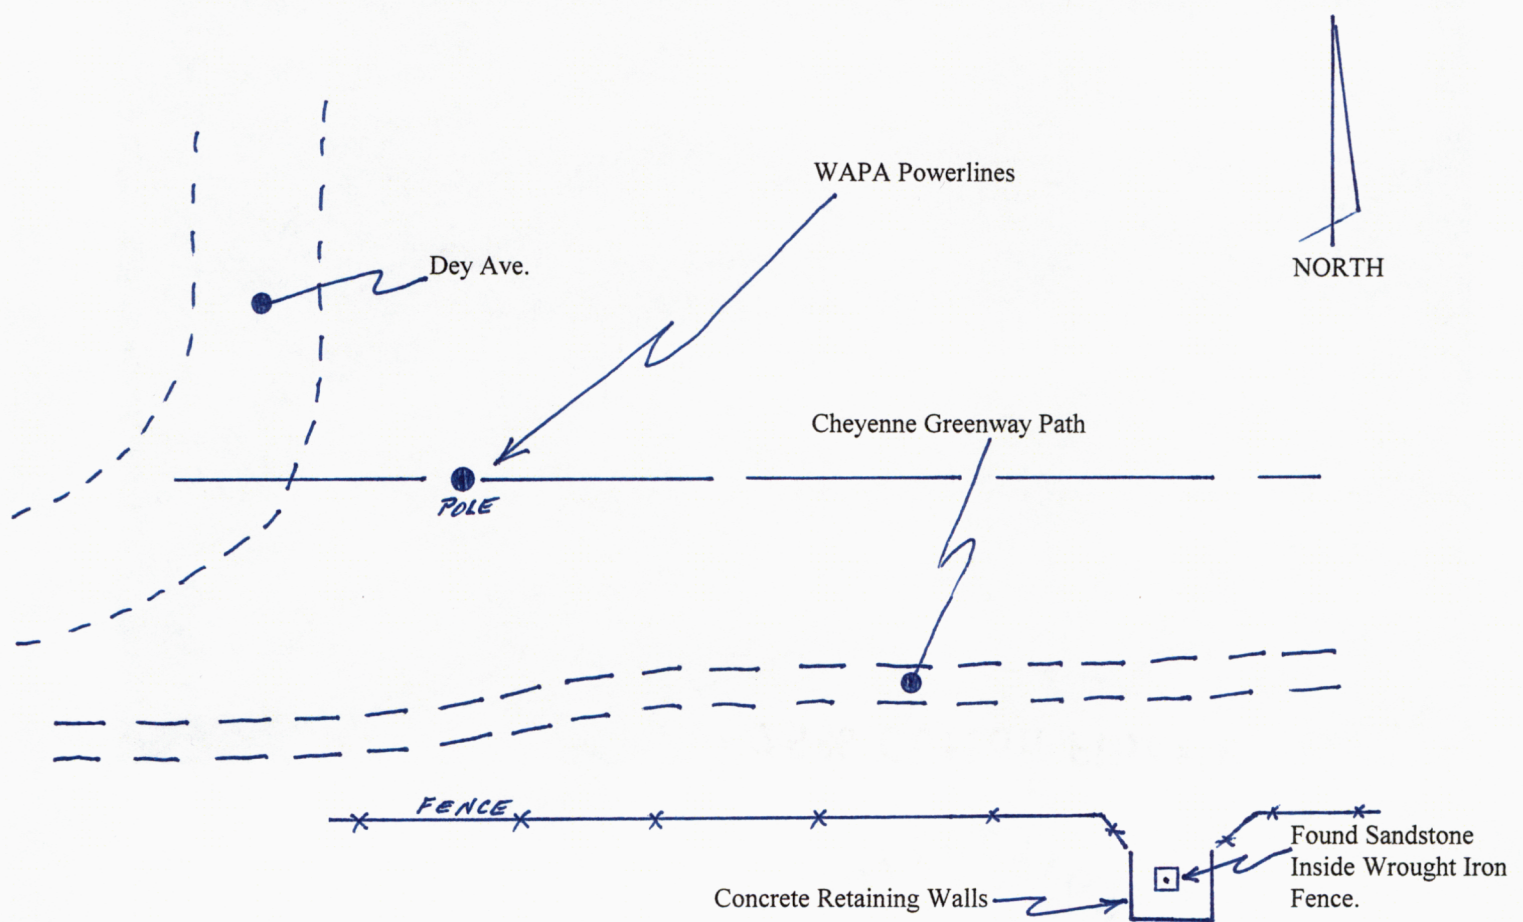 WAPA Powerlines
Dey Ave.
NORTH
Cheyenne Greenway Path
POLE
FENCE
Found Sandstone
Inside Wrought Iron
Fence.
Concrete Retaining Walls